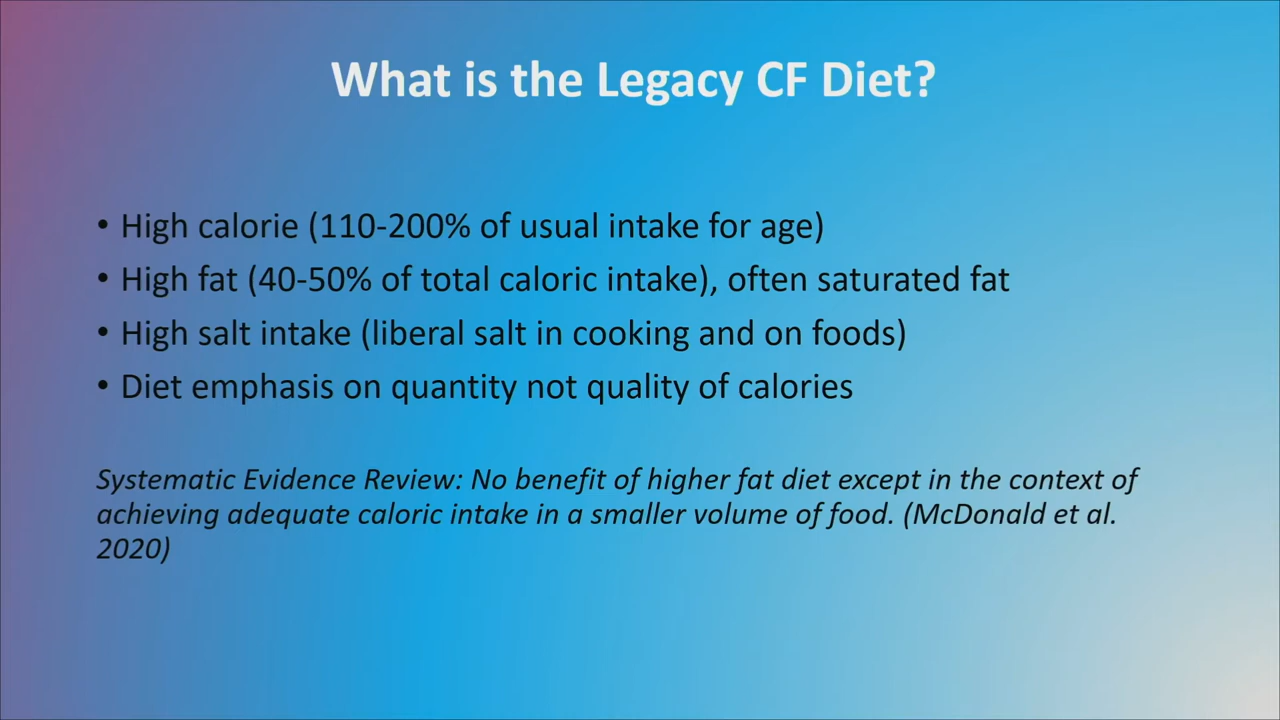 What is the Legacy CF Diet?
• High calorie (110-200% of usual intake for age)
• High fat (40-50% of total caloric intake), often saturated fat
• High salt intake (liberal salt in cooking and on foods)
• Diet emphasis on quantity not quality of calories
Systematic Evidence Review: No benefit of higher fat diet except in the context of
achieving adequate caloric intake in a smaller volume of food. (McDonald et al.
2020)